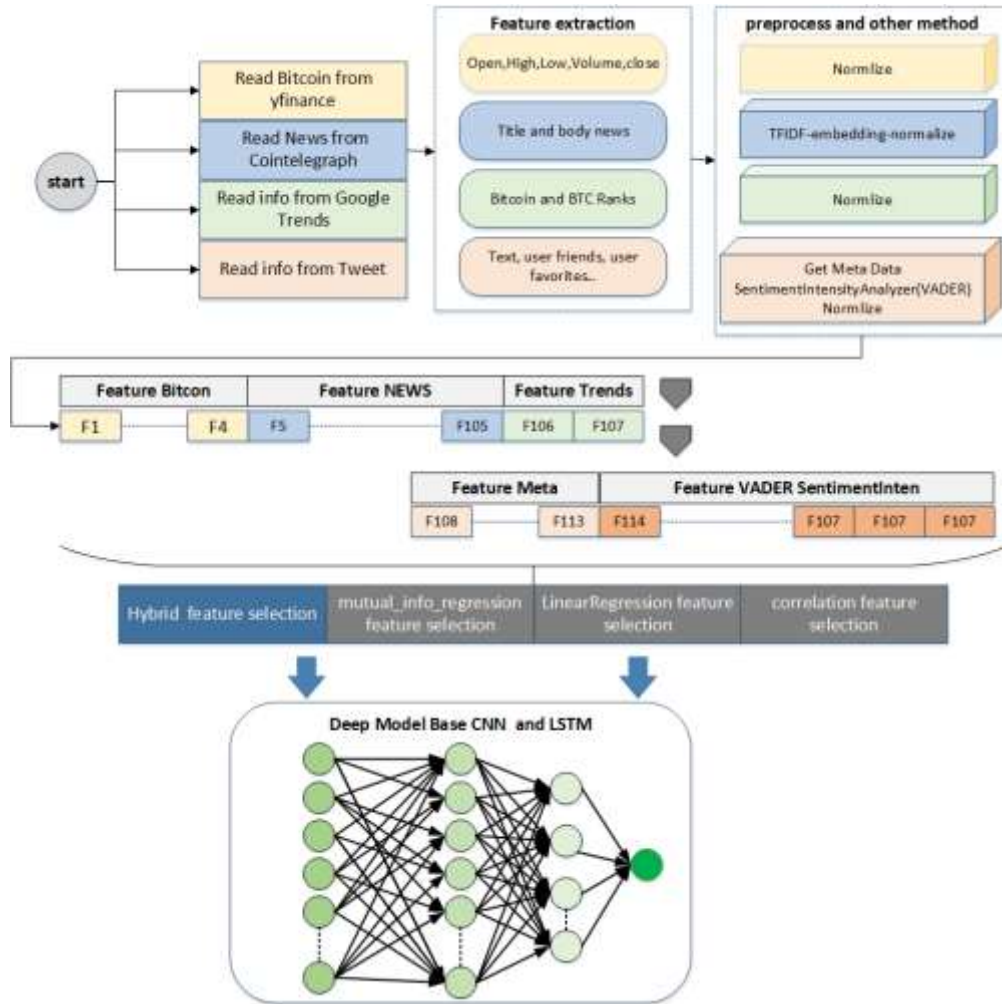 Feature extraction
preprocess and other method
Open,High,Low,Volume,close
Normlize
Read Bitcoin from
yfinance
Read News from
Cointelegraph
Title and body news
TFIDF-embedding-normalize
start
Read info from Google
Trends
Bitcoin and BTC Ranks
Normlize
Read info from Tweet
Text, user friends, user
favorites..
Get Meta Data
SentimentIntensityAnalyzer(VADER)
Normlize
Feature Bitcon
Feature NEWS
Feature Trends
F1
F4
F5
F105
F106
F107
Feature Meta
Feature VADER SentimentInten
F108
F113
F114
F107
F107
F107
Hybrid feature selection
mutual_info_regression
feature selection
LinearRegression feature
selection
correlation feature
selection
Deep Model Base CNN and LSTM